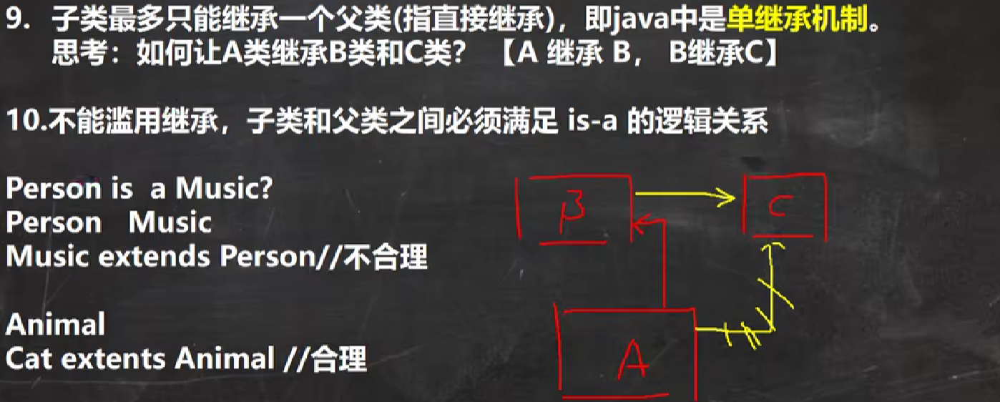 9. 子类最多只能继承一个父类(指直接继承)，即java中是单继承机制。
思考：如何让A类继承B类和C类？ 【A 继承 B， B继承C】
10.不能滥用继承，子类和父类之间必须满足 is-a 的逻辑关系
Person is a Music?
Person Music
Music extends Person//不合理
Animal
Cat extents Animal //合理
B
C
A